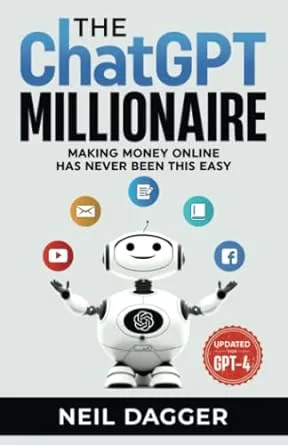 THE
ChatGPT
MILLIONAIRE
MAKING MONEY ONLINE
HAS NEVER BEEN THIS EASY
UPDATED
FOR
GPT-4
NEIL DAGGER